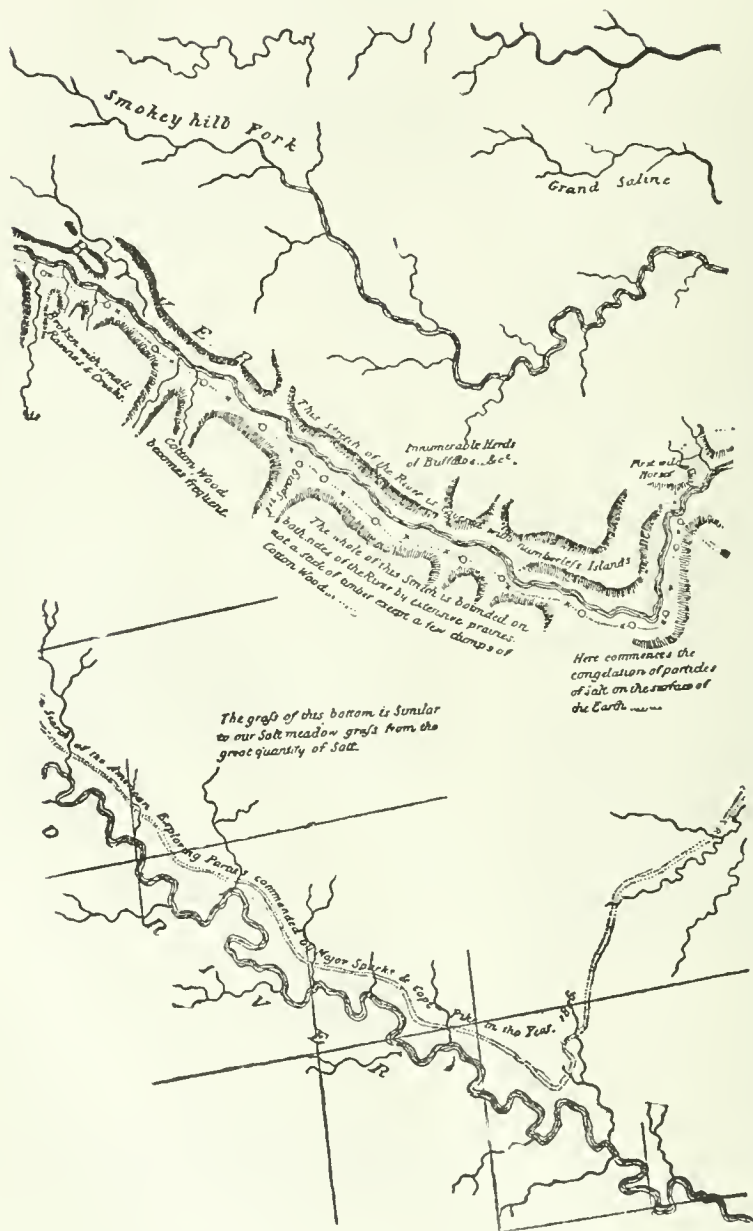 Smokey hill Fork
Grand Saline
V E R
Broken with small
Ravines & Creeks.
Cotton Wood
becomes frequent
Spring
This stretch of the River is with numberless Islands
Innumerable Herds
of Buffaloe. &c.
First wild
Horses
The whole of this Stretch is bounded on
both sides of the River by extensive prairies.
not a stick of timber except a few clumps of
Cotton Wood
Here commences the
congelation of particles
of salt on the surface of
the Earth
The grass of this bottom is Similar
to our Salt meadow grass from the
great quantity of Salt.
in Search of the American Exploring Parties commanded by Major Sparks & Capt Pike in the Year. 1806
R I V E R